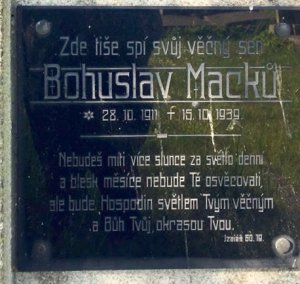 Zde tiše spí svůj věčný sen
Bohuslav Macků
* 28. 10. 1911 † 15. 10. 1939.
Nebudeš míti více slunce za světlo denní
a blesk měsíce nebude Tě osvěcovati,
ale bude Hospodin světlem Tvým věčným
a Bůh Tvůj, okrasou Tvou.
Izaiáš 60. 19.